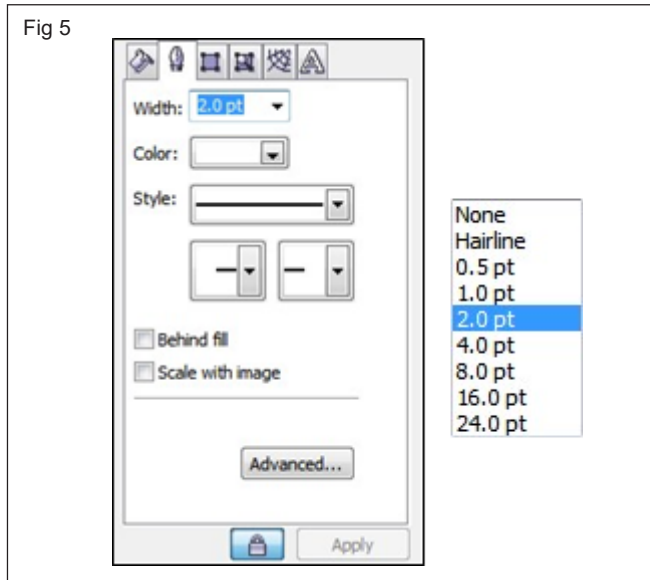 Fig 5
Width: 2.0 pt
Color:
Style:
Behind fill
Scale with image
Advanced...
Apply
None
Hairline
0.5 pt
1.0 pt
2.0 pt
4.0 pt
8.0 pt
16.0 pt
24.0 pt